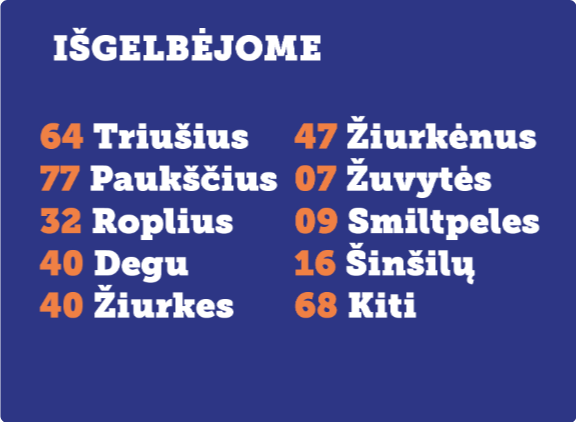 IŠGELBĖJOME
64 Triušius
77 Paukščius
32 Roplius
40 Degu
40 Žiurkes
47 Žiurkėnus
07 Žuvytės
09 Smiltpeles
16 Šinšilų
68 Kiti